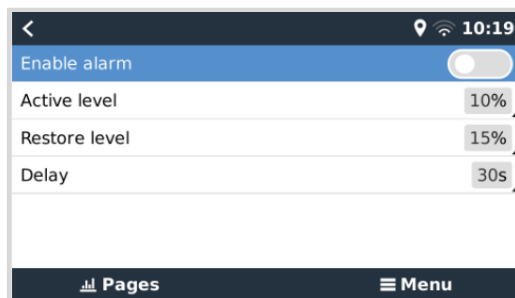 10:19
Enable alarm
Active level 10%
Restore level 15%
Delay 30s
Pages Menu